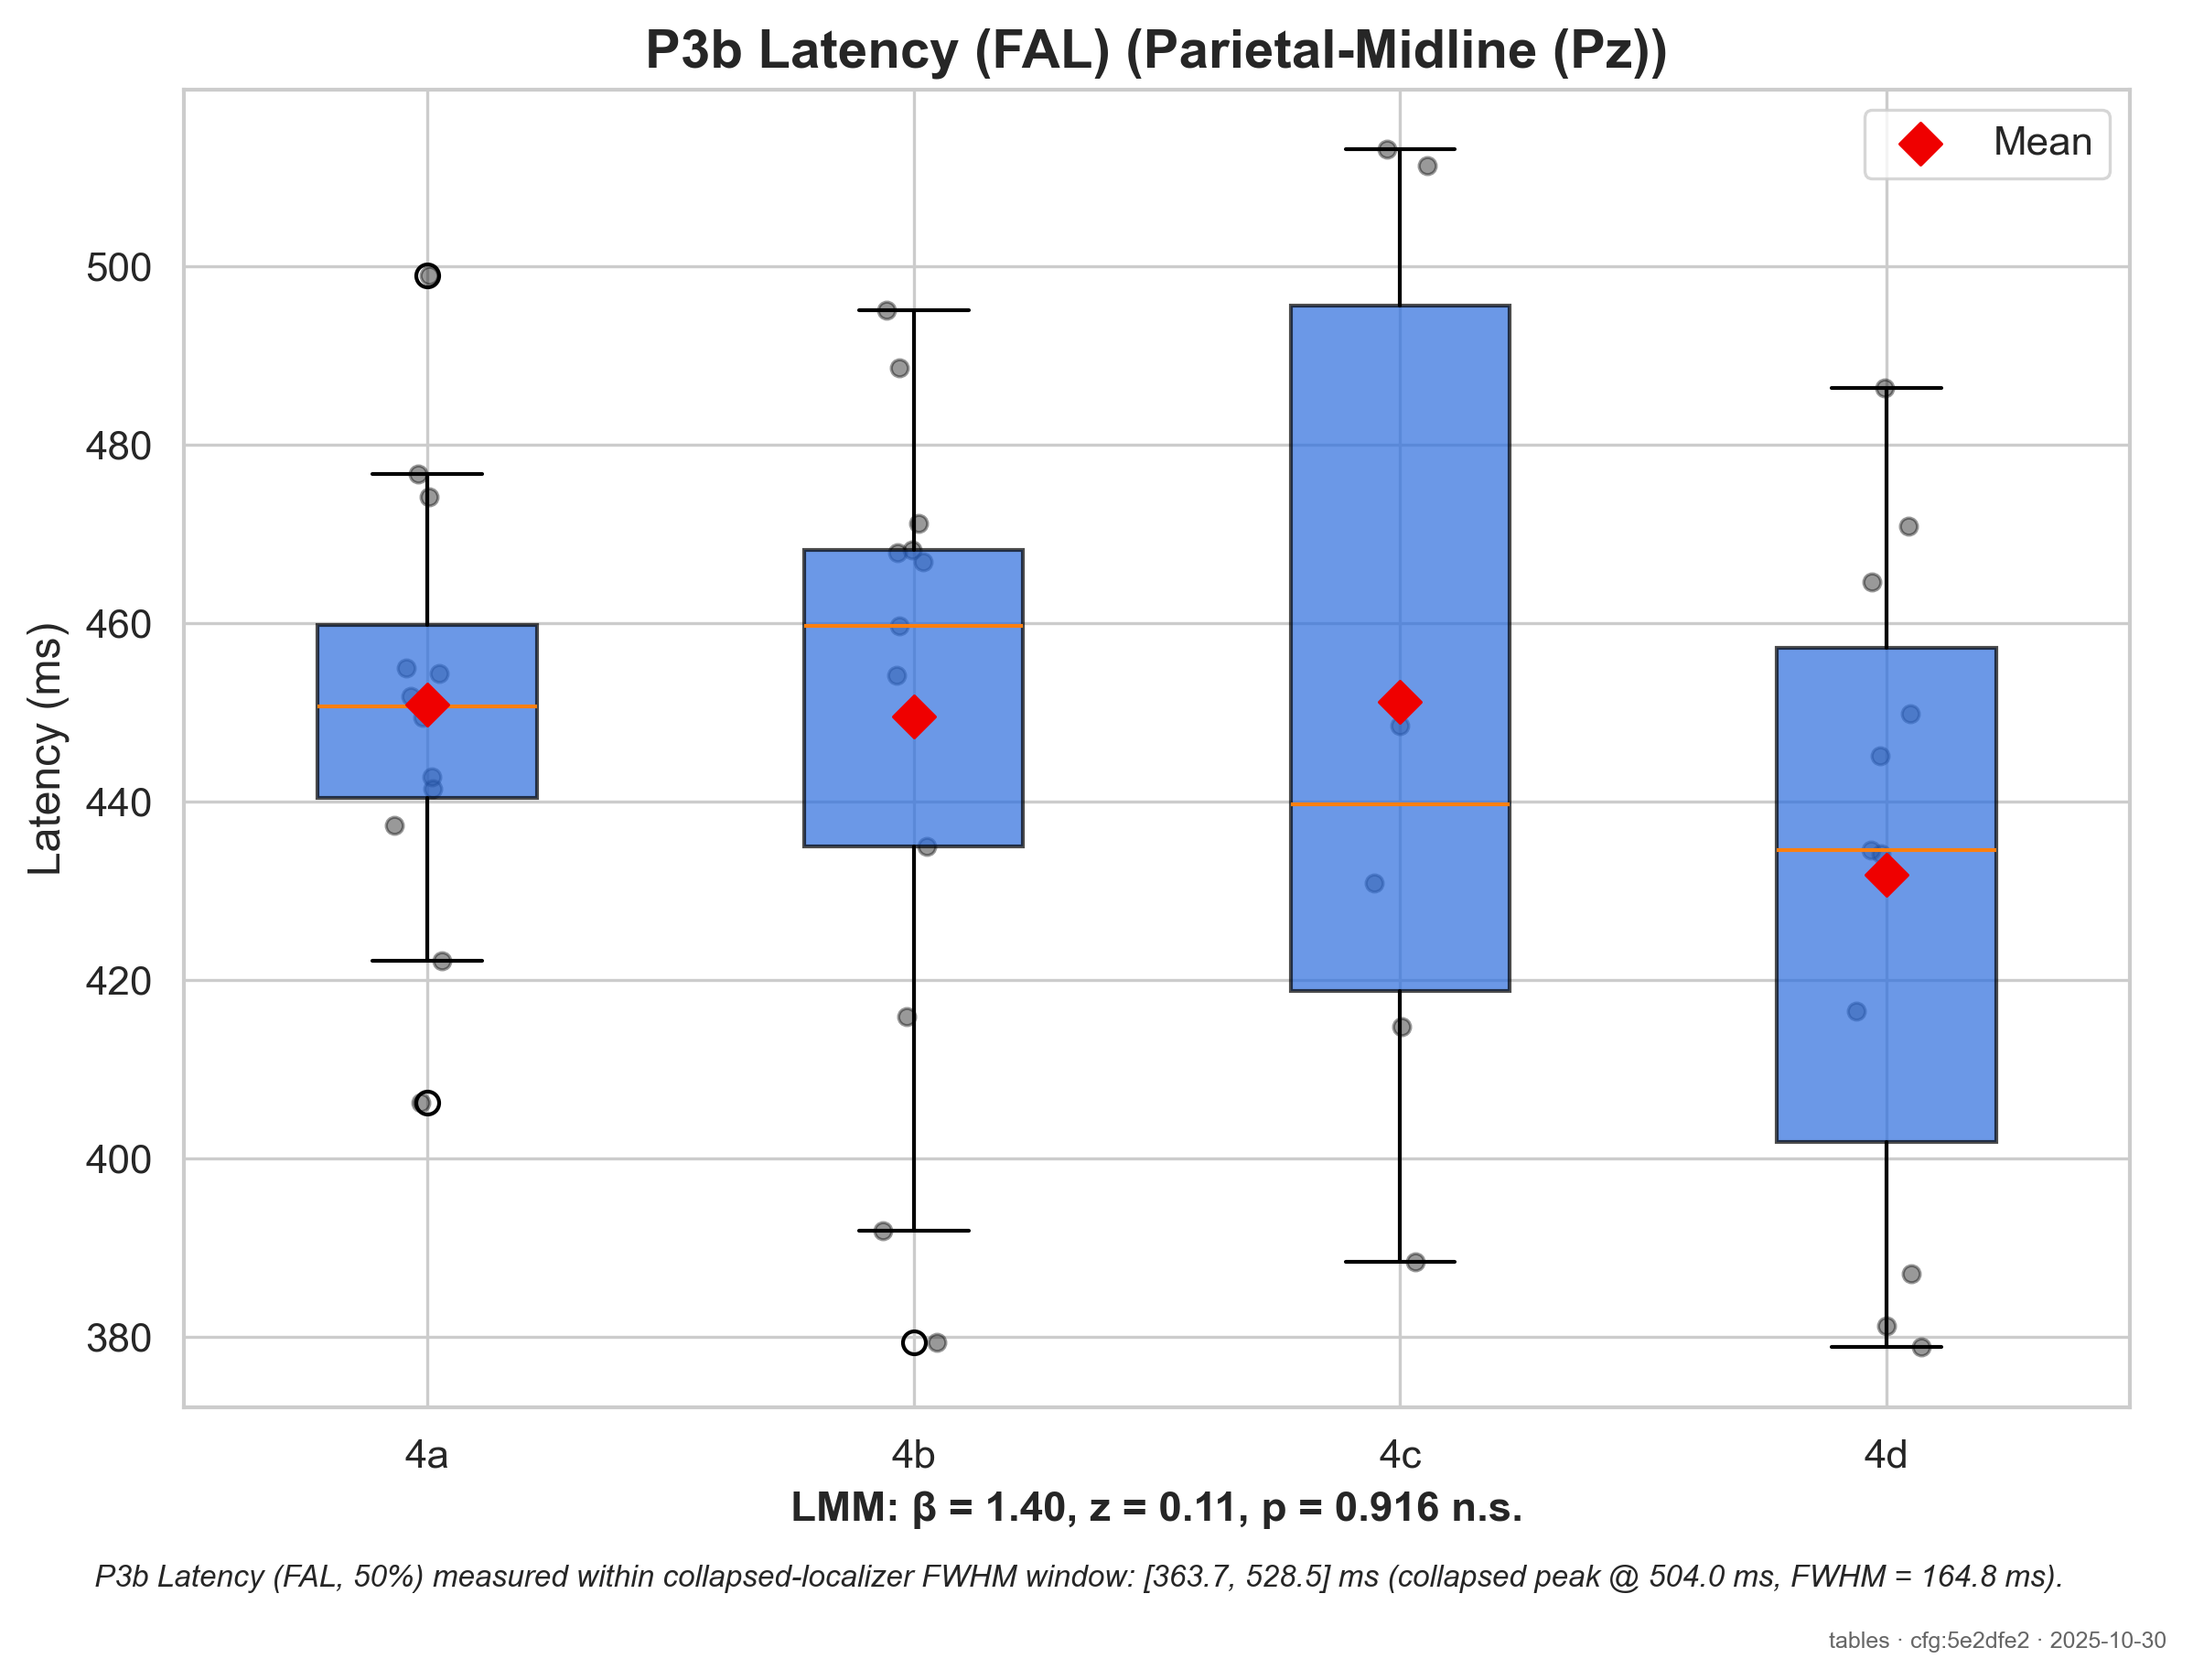 P3b Latency (FAL) (Parietal-Midline (Pz))
Mean
Latency (ms)
500
480
460
440
420
400
380
4a 4b 4c 4d
LMM: β = 1.40, z = 0.11, p = 0.916 n.s.
P3b Latency (FAL, 50%) measured within collapsed-localizer FWHM window: [363.7, 528.5] ms (collapsed peak @ 504.0 ms, FWHM = 164.8 ms).
tables · cfg:5e2dfe2 · 2025-10-30